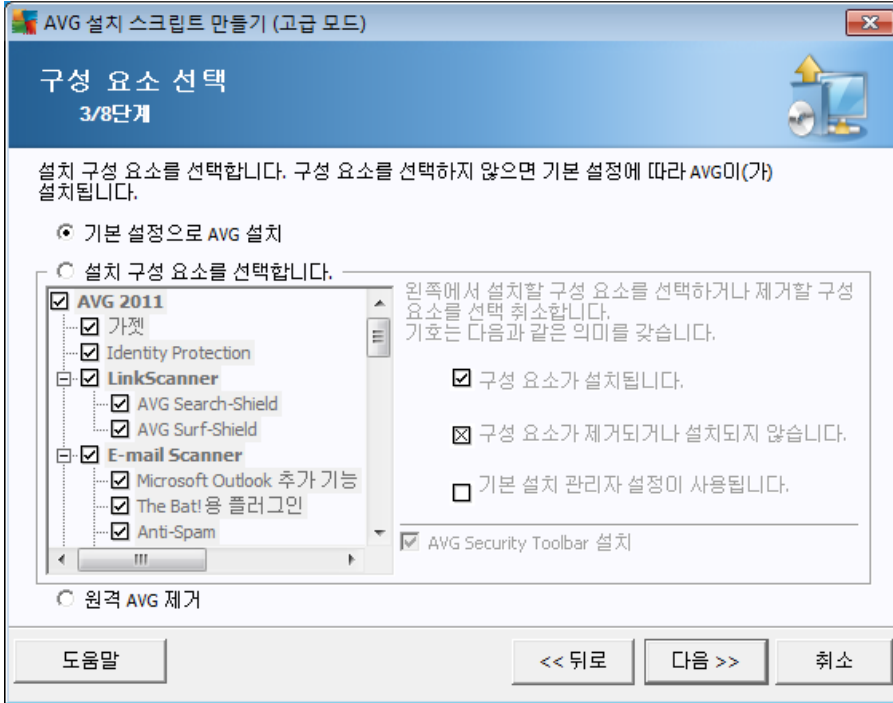 AVG 설치 스크립트 만들기 (고급 모드)
구성 요소 선택
3/8단계
설치 구성 요소를 선택합니다. 구성 요소를 선택하지 않으면 기본 설정에 따라 AVG이(가)
설치됩니다.
기본 설정으로 AVG 설치
설치 구성 요소를 선택합니다.
AVG 2011
가젯
Identity Protection
LinkScanner
AVG Search-Shield
AVG Surf-Shield
E-mail Scanner
Microsoft Outlook 추가 기능
The Bat! 용 플러그인
Anti-Spam
왼쪽에서 설치할 구성 요소를 선택하거나 제거할 구성
요소를 선택 취소합니다.
기호는 다음과 같은 의미를 갖습니다.
구성 요소가 설치됩니다.
구성 요소가 제거되거나 설치되지 않습니다.
기본 설치 관리자 설정이 사용됩니다.
AVG Security Toolbar 설치
원격 AVG 제거
도움말
<< 뒤로
다음 >>
취소